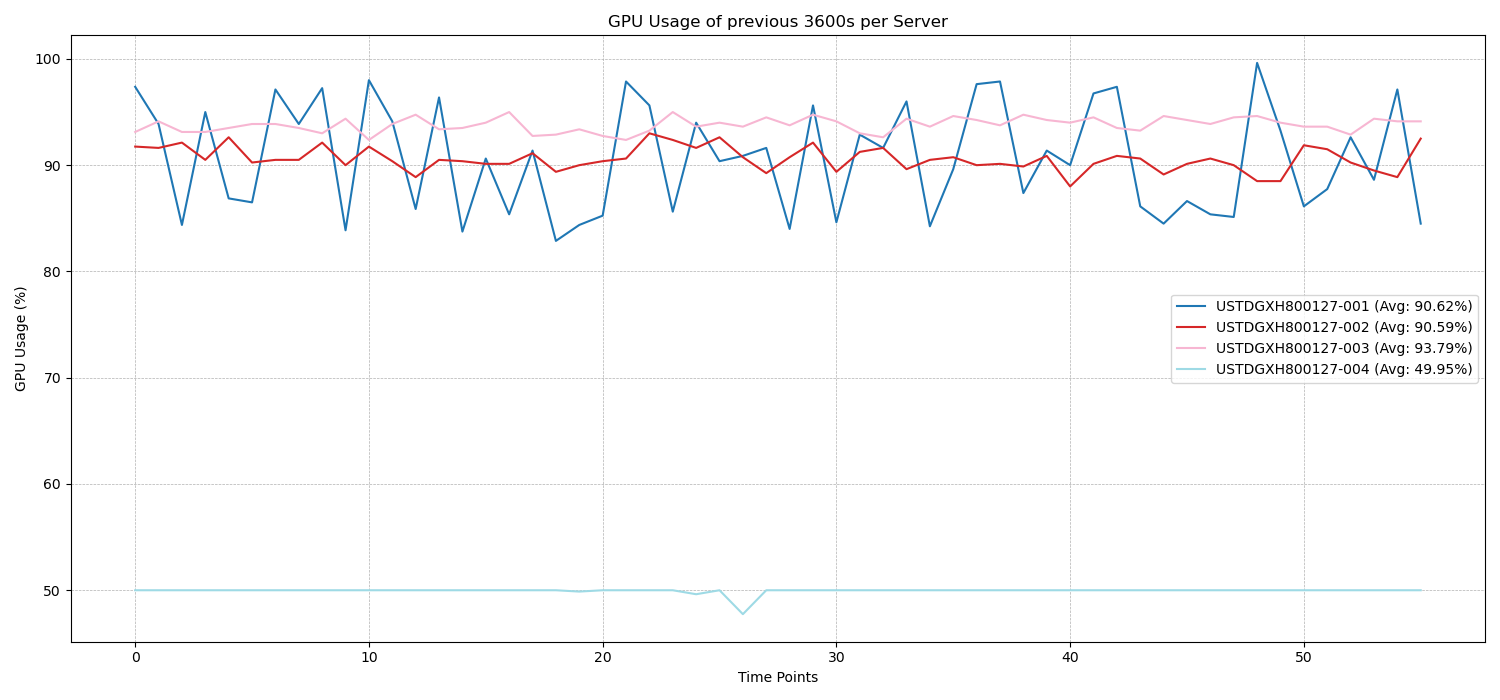 GPU Usage of previous 3600s per Server
100
90
80
70
60
50
GPU Usage (%)
USTDGXH800127-001 (Avg: 90.62%)
USTDGXH800127-002 (Avg: 90.59%)
USTDGXH800127-003 (Avg: 93.79%)
USTDGXH800127-004 (Avg: 49.95%)
0 10 20 30 40 50
Time Points